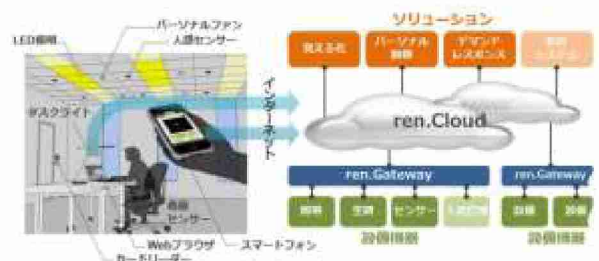 パーソナルファン
LED照明
人感センサー
タスクライト
Webブラウザ
スマートフォン
カードリーダー
センサー
インターネット
ソリューション
見える化
パーソナル
制御
デマンド
レスポンス
ren.Cloud
ren.Gateway
ren.Gateway
照明
空調
センサー
設備
設備
設備機器
設備機器